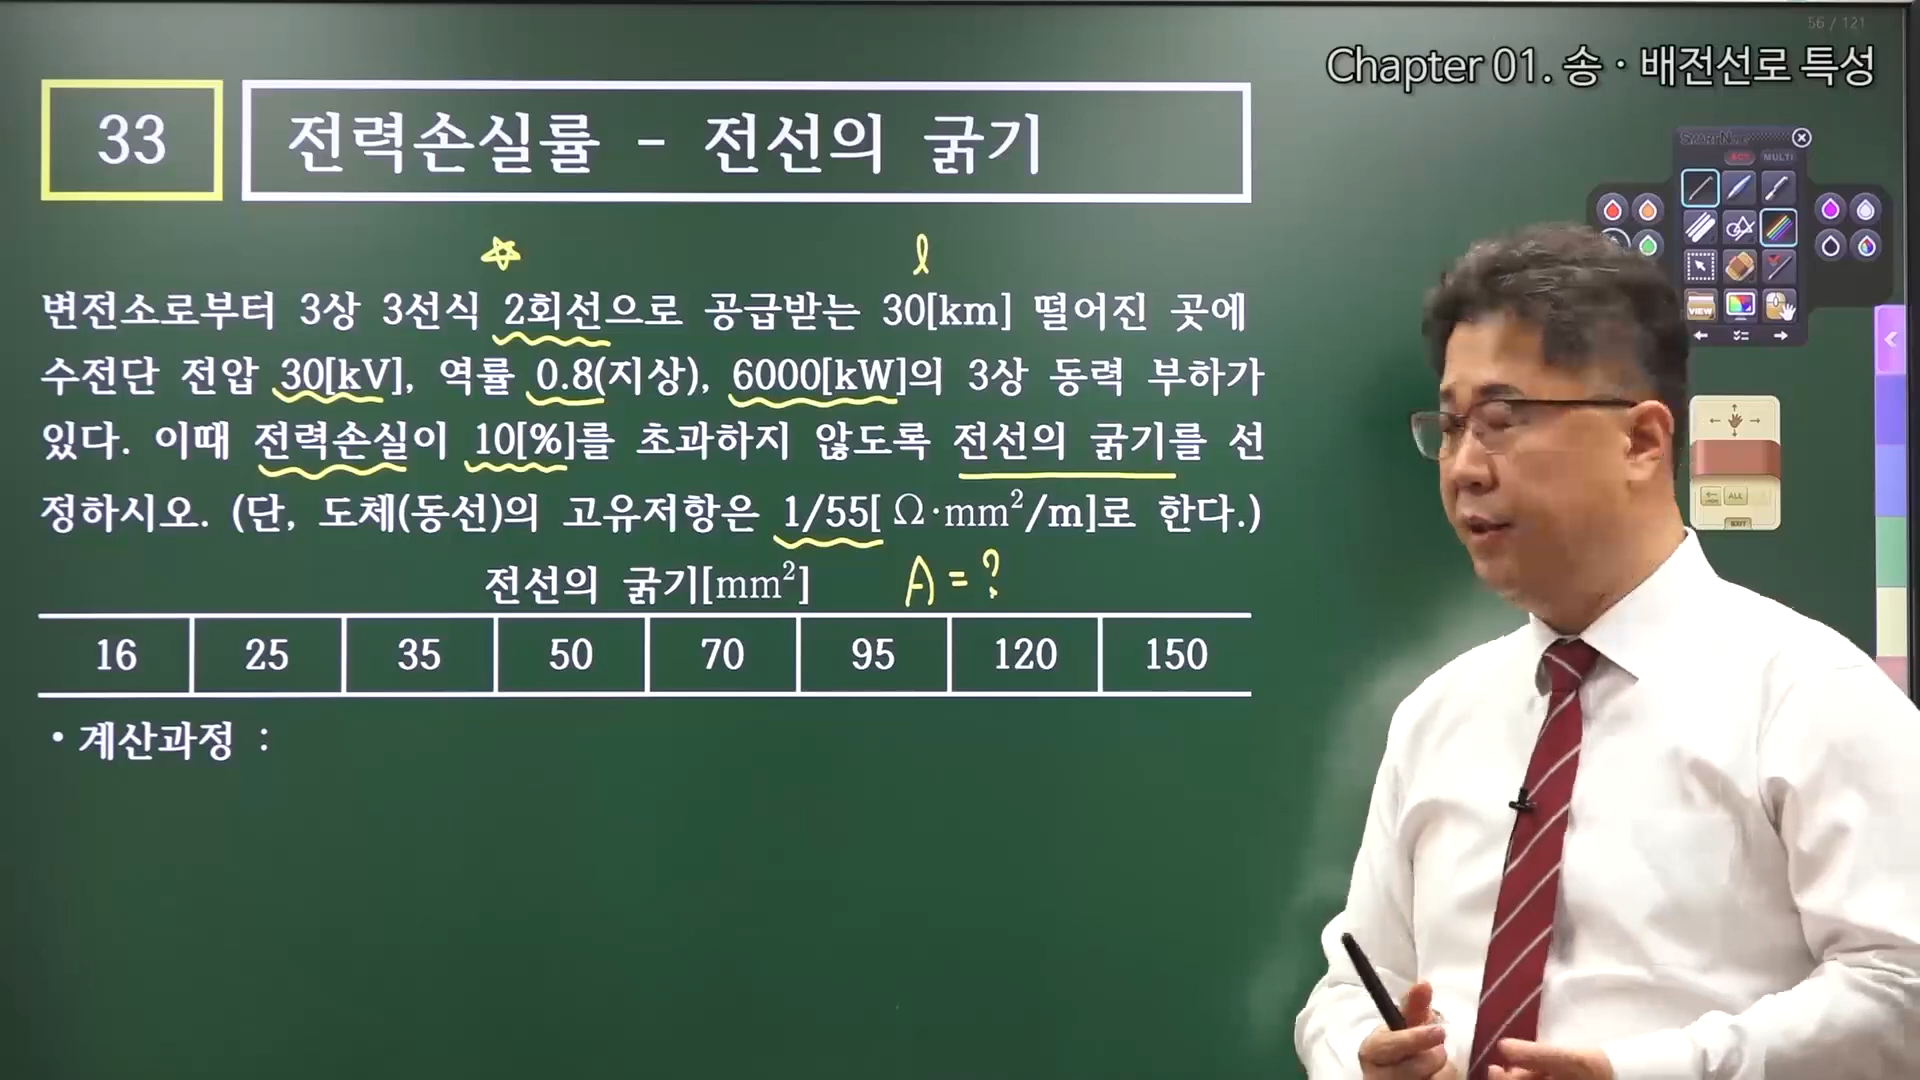 56 / 121
Chapter 01. 송·배전선로 특성
33
전력손실률 - 전선의 굵기
ℓ
변전소로부터 3상 3선식 2회선으로 공급받는 30[km] 떨어진 곳에
수전단 전압 30[kV], 역률 0.8(지상), 6000[kW]의 3상 동력 부하가
있다. 이때 전력손실이 10[%]를 초과하지 않도록 전선의 굵기를 선
정하시오. (단, 도체(동선)의 고유저항은 1/55[Ω·mm²/m]로 한다.)
전선의 굵기[mm²] A = ?
16 25 35 50 70 95 120 150
• 계산과정 :
MULTI
VIEW
ALL
EXIT